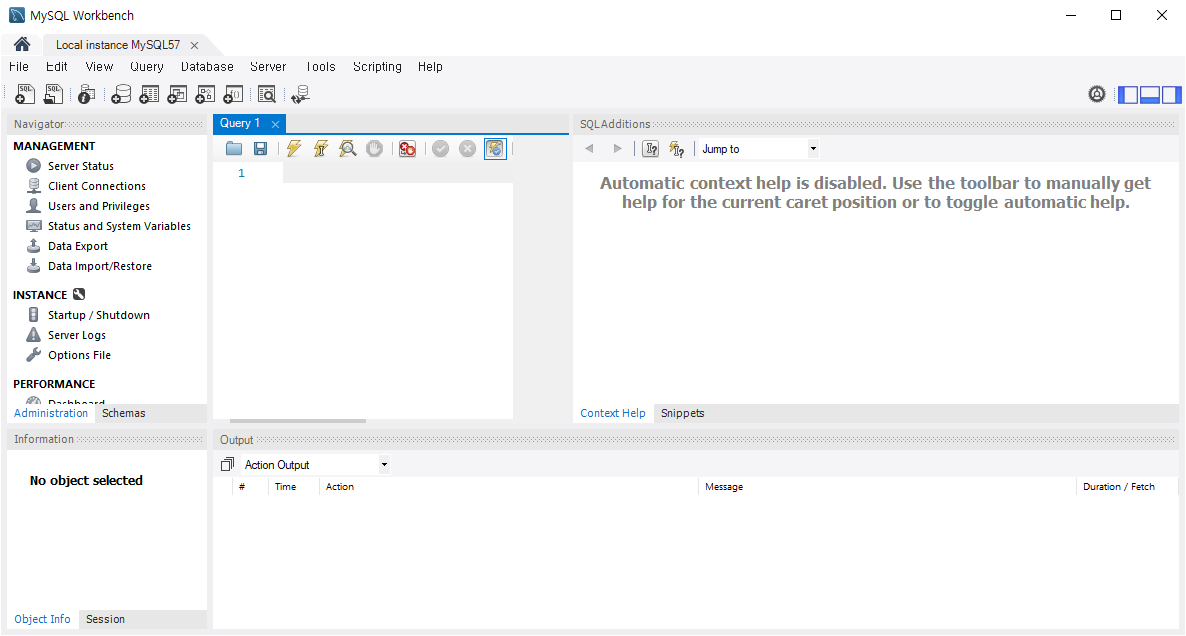 MySQL Workbench
Local instance MySQL57
File Edit View Query Database Server Tools Scripting Help
Navigator
MANAGEMENT
Server Status
Client Connections
Users and Privileges
Status and System Variables
Data Export
Data Import/Restore
INSTANCE
Startup / Shutdown
Server Logs
Options File
PERFORMANCE
Dashboard
Administration Schemas
Query 1
1
SQLAdditions
Jump to
Automatic context help is disabled. Use the toolbar to manually get
help for the current caret position or to toggle automatic help.
Context Help Snippets
Information
No object selected
Object Info Session
Output
Action Output
# Time Action Message Duration / Fetch